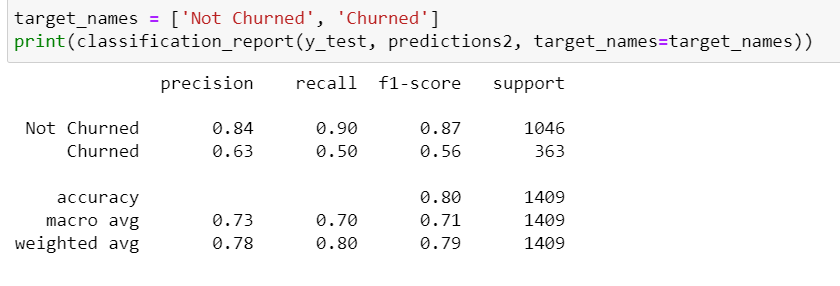 target_names = ['Not Churned', 'Churned']
print(classification_report(y_test, predictions2, target_names=target_names))
precision recall f1-score support
Not Churned 0.84 0.90 0.87 1046
Churned 0.63 0.50 0.56 363
accuracy 0.80 1409
macro avg 0.73 0.70 0.71 1409
weighted avg 0.78 0.80 0.79 1409